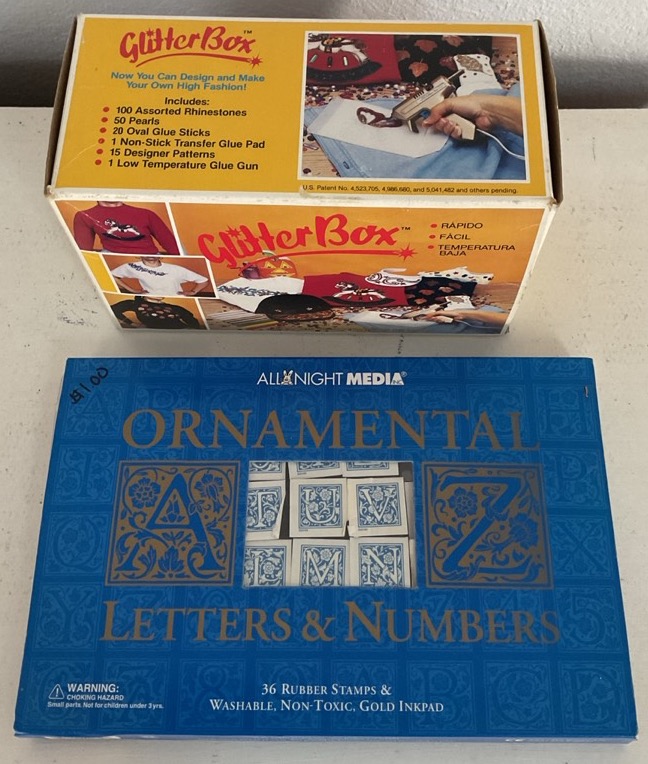 GlitterBox™
Now You Can Design and Make
Your Own High Fashion!
Includes:
• 100 Assorted Rhinestones
• 50 Pearls
• 20 Oval Glue Sticks
• 1 Non-Stick Transfer Glue Pad
• 15 Designer Patterns
• 1 Low Temperature Glue Gun
U.S. Patent No. 4,523,705, 4,986,680, and 5,041,482 and others pending.
GlitterBox™
• RÁPIDO
• FÁCIL
• TEMPERATURA
BAJA
$1.00
ALL NIGHT MEDIA®
ORNAMENTAL
A
T U V
Z
M N
LETTERS & NUMBERS
⚠ WARNING:
CHOKING HAZARD
Small parts. Not for children under 3 yrs.
36 RUBBER STAMPS &
WASHABLE, NON-TOXIC, GOLD INKPAD